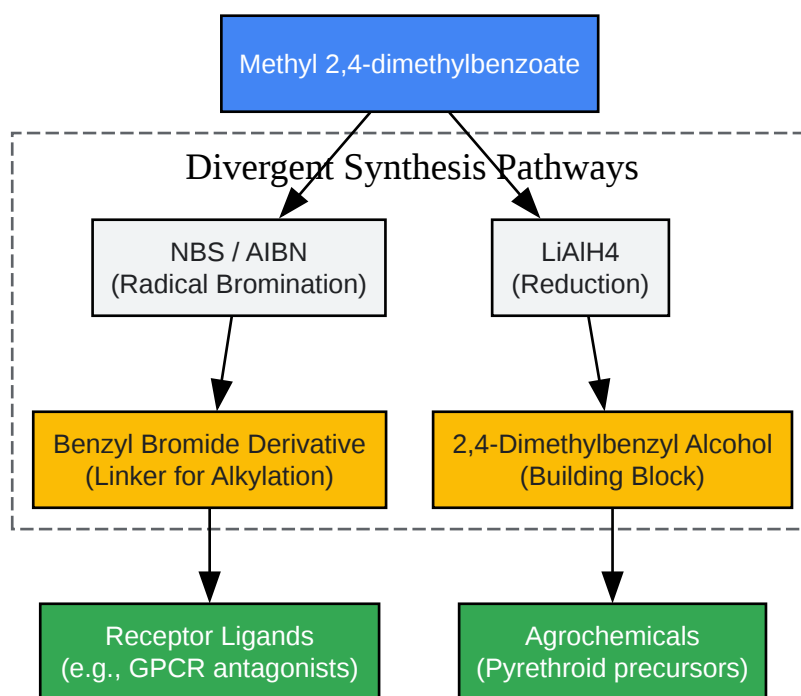 Methyl 2,4-dimethylbenzoate
Divergent Synthesis Pathways
NBS / AIBN
(Radical Bromination)
LiAlH4
(Reduction)
Benzyl Bromide Derivative
(Linker for Alkylation)
2,4-Dimethylbenzyl Alcohol
(Building Block)
Receptor Ligands
(e.g., GPCR antagonists)
Agrochemicals
(Pyrethroid precursors)